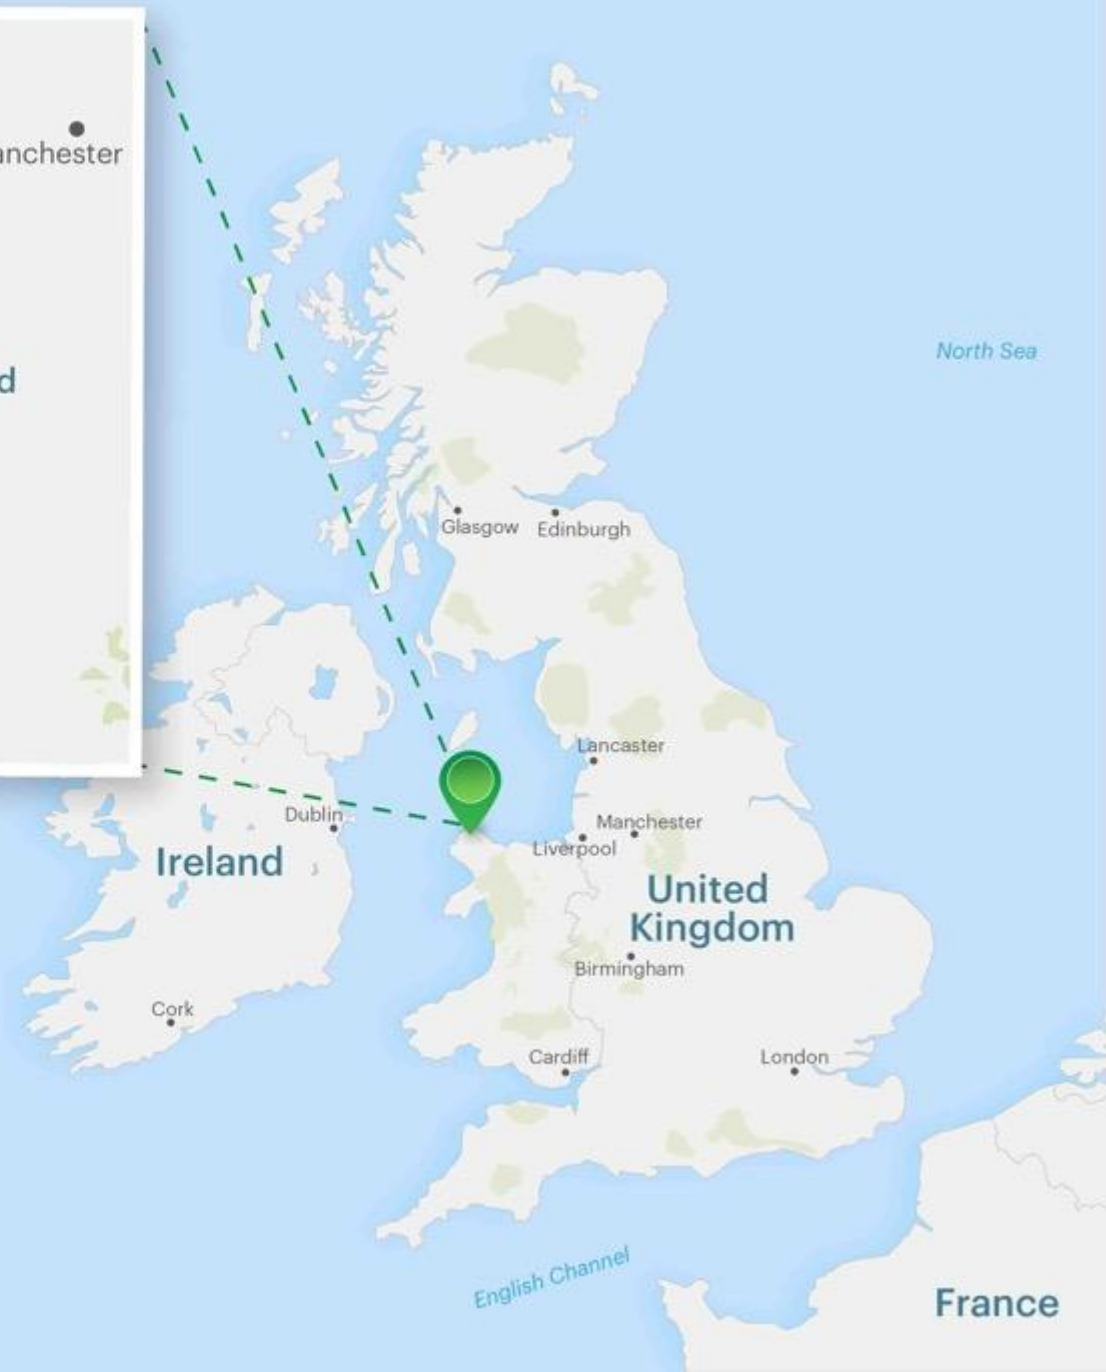 anchester
d
North Sea
Glasgow
Edinburgh
Lancaster
Dublin
Manchester
Liverpool
Ireland
United
Kingdom
Birmingham
Cork
Cardiff
London
English Channel
France